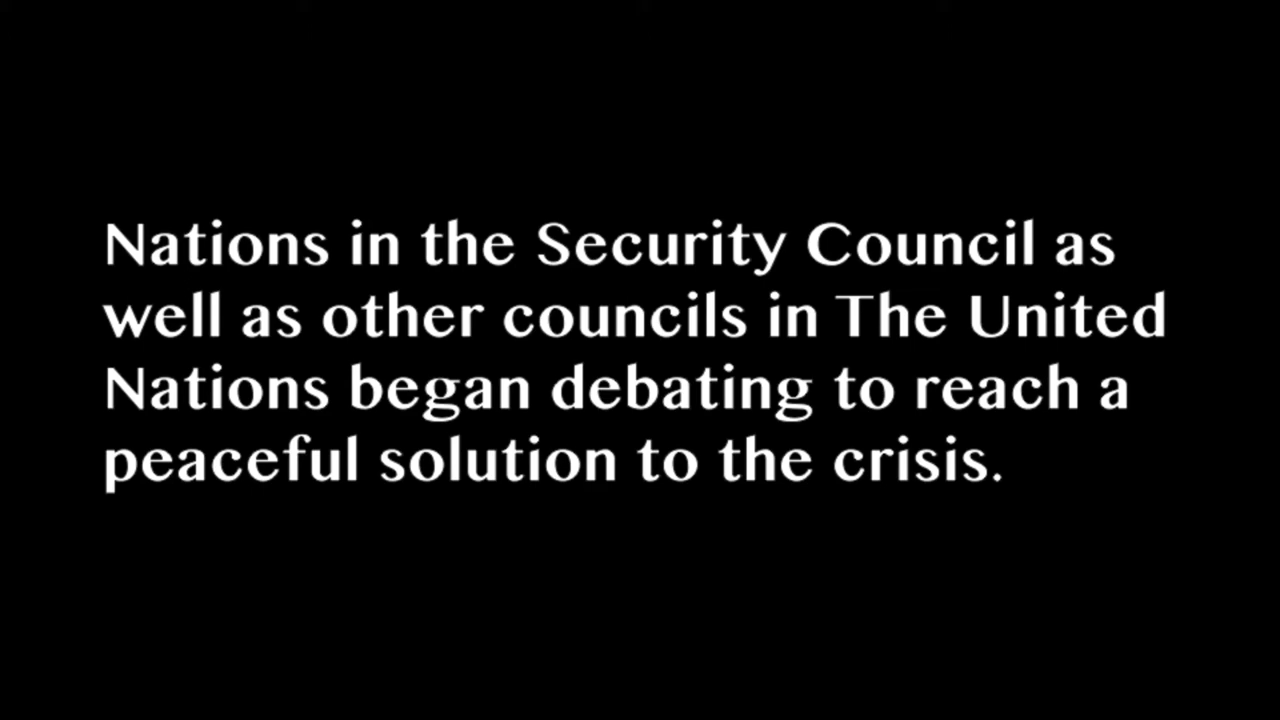 Nations in the Security Council as
well as other councils in The United
Nations began debating to reach a
peaceful solution to the crisis.